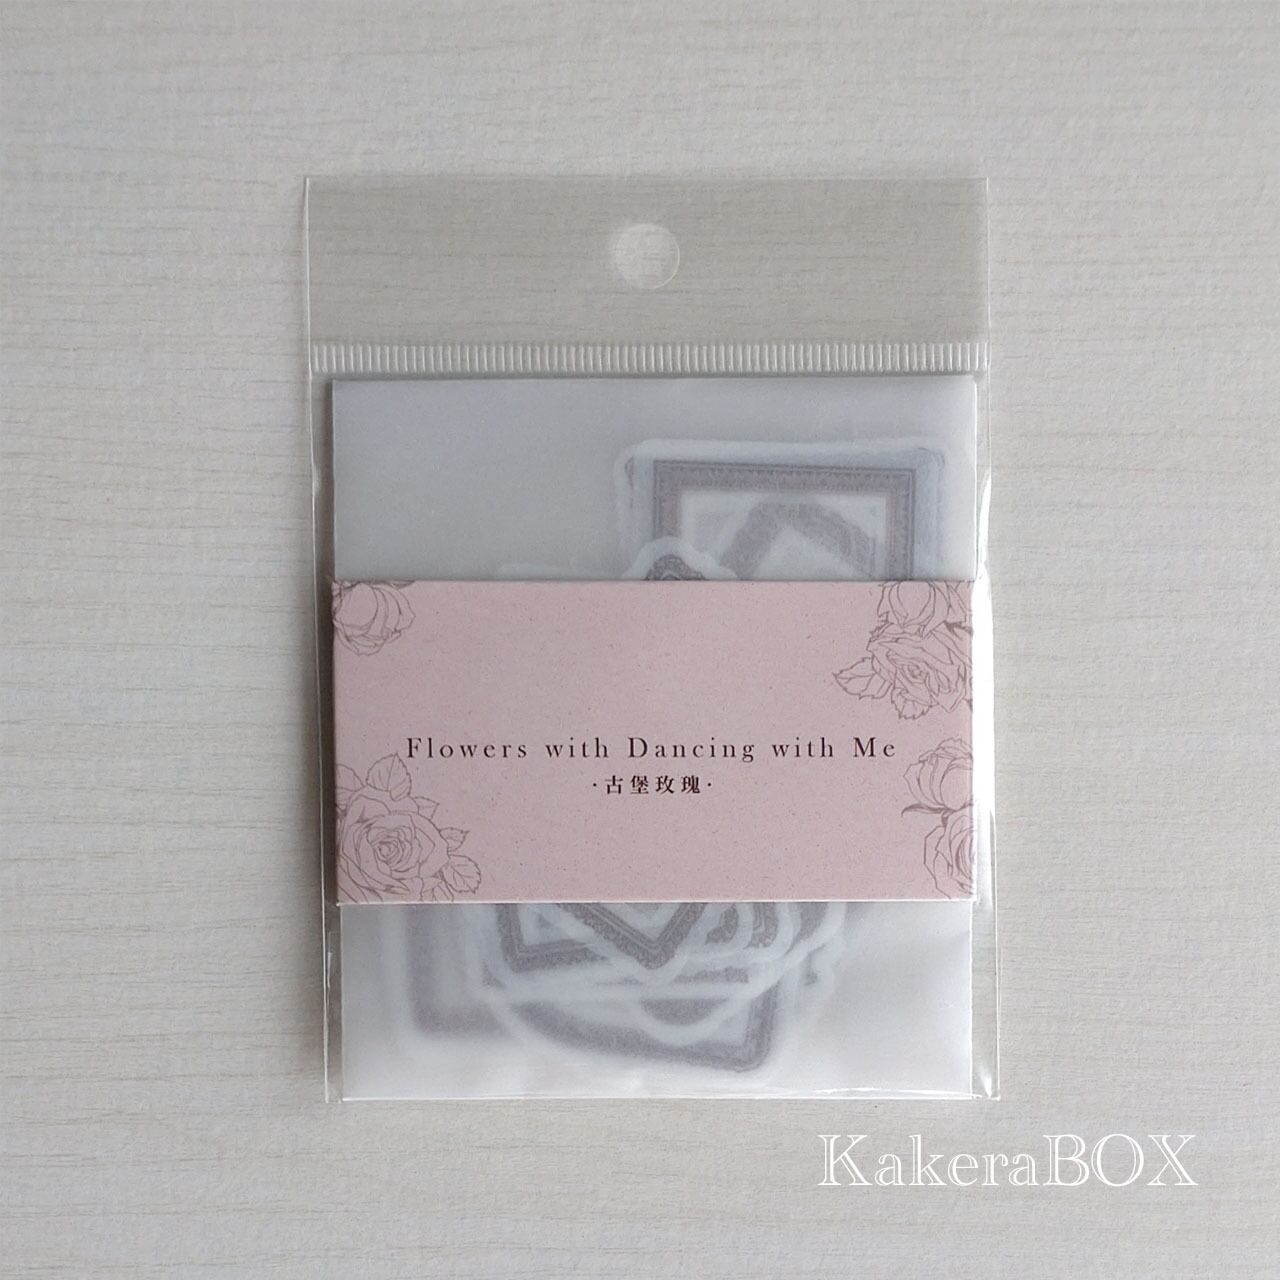 Flowers with Dancing with Me
·古堡玫瑰·
KakeraBOX